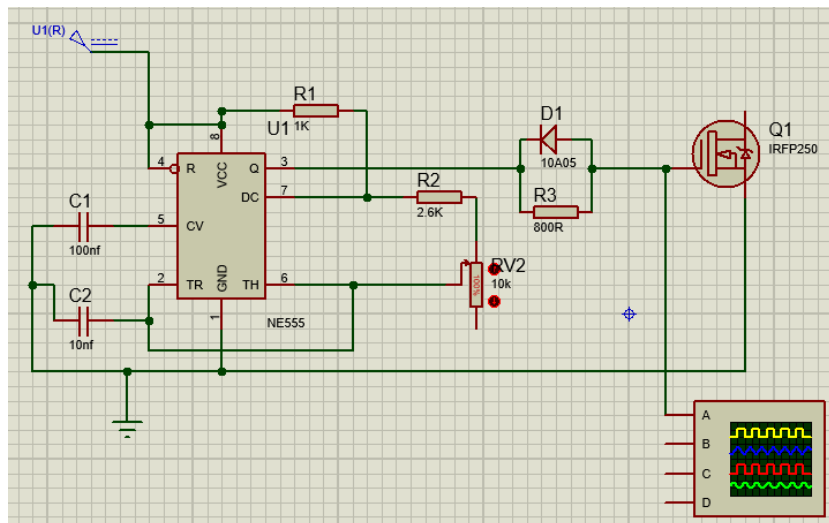 U1(R)
R1
1K
U1
8
VCC
4
R
Q
3
DC
7
R2
2.6K
D1
10A05
R3
800R
Q1
IRFP250
C1
100nf
5
CV
2
TR
GND
TH
6
1
NE555
C2
10nf
RV2
10k
100%
A
B
C
D